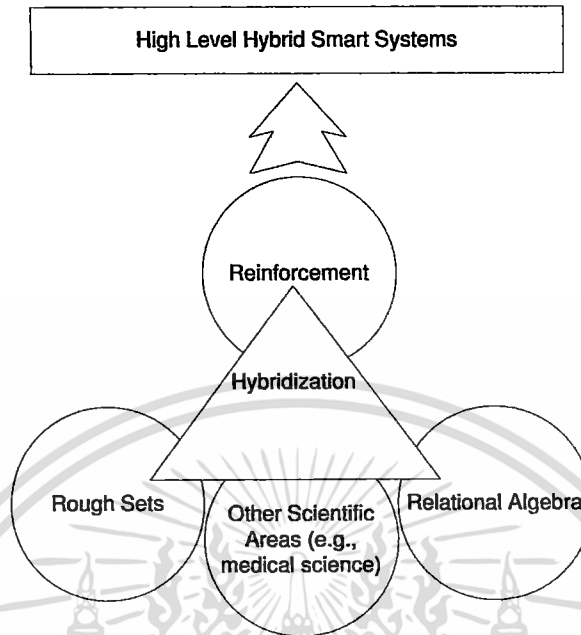 High Level Hybrid Smart Systems
Reinforcement
Hybridization
Rough Sets
Other Scientific
Areas (e.g.,
medical science)
Relational Algebra